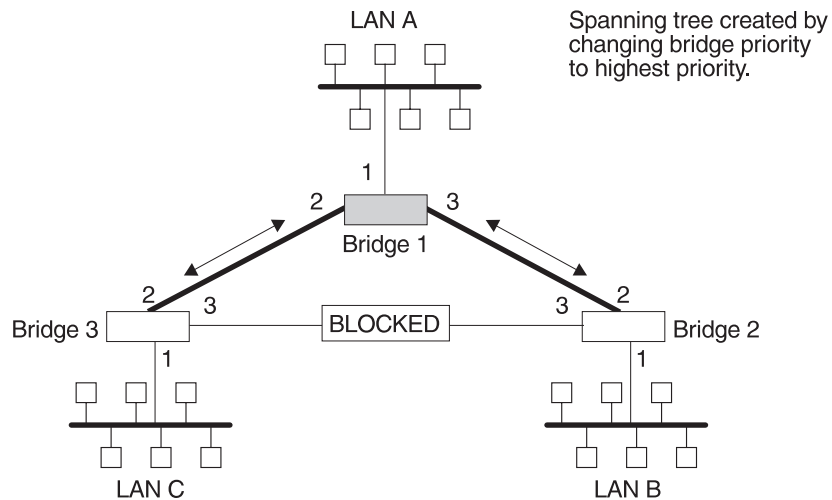 LAN A
Spanning tree created by
changing bridge priority
to highest priority.
1
2
3
Bridge 1
2
3
BLOCKED
3
2
Bridge 3
Bridge 2
1
1
LAN C
LAN B